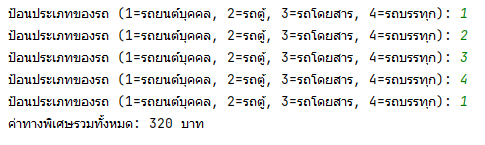 ป้อนประเภทของรถ (1=รถยนต์บุคคล, 2=รถตู้, 3=รถโดยสาร, 4=รถบรรทุก): 1
ป้อนประเภทของรถ (1=รถยนต์บุคคล, 2=รถตู้, 3=รถโดยสาร, 4=รถบรรทุก): 2
ป้อนประเภทของรถ (1=รถยนต์บุคคล, 2=รถตู้, 3=รถโดยสาร, 4=รถบรรทุก): 3
ป้อนประเภทของรถ (1=รถยนต์บุคคล, 2=รถตู้, 3=รถโดยสาร, 4=รถบรรทุก): 4
ป้อนประเภทของรถ (1=รถยนต์บุคคล, 2=รถตู้, 3=รถโดยสาร, 4=รถบรรทุก): 1
ค่าทางพิเศษรวมทั้งหมด: 320 บาท